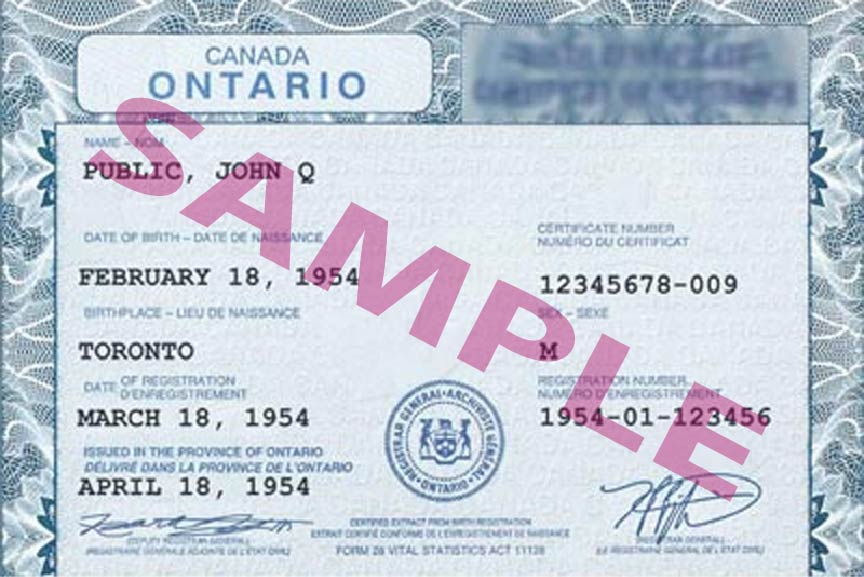 CANADA
ONTARIO
NAME – NOM
PUBLIC, JOHN Q
DATE OF BIRTH – DATE DE NAISSANCE
CERTIFICATE NUMBER
NUMÉRO DU CERTIFICAT
FEBRUARY 18, 1954
12345678-009
BIRTHPLACE – LIEU DE NAISSANCE
SEX – SEXE
TORONTO
M
DATE OF REGISTRATION
D'ENREGISTREMENT
REGISTRATION NUMBER
NUMÉRO D'ENREGISTREMENT
MARCH 18, 1954
1954-01-123456
ISSUED IN THE PROVINCE OF ONTARIO
DÉLIVRÉ DANS LA PROVINCE DE L'ONTARIO
APRIL 18, 1954
REGISTRAR GENERAL · ARCHIVISTE GENERAL
· ONTARIO ·
CERTIFIED EXTRACT FROM BIRTH REGISTRATION
EXTRAIT CERTIFIÉ CONFORME DE L'ENREGISTREMENT DE NAISSANCE
FORM 26 VITAL STATISTICS ACT 11128
(DEPUTY REGISTRAR GENERAL)
(REGISTRAIRE GÉNÉRALE ADJOINTE DE L'ÉTAT CIVIL)
(REGISTRAR GENERAL)
(LE REGISTRAIRE GÉNÉRAL DE L'ÉTAT CIVIL)
SAMPLE